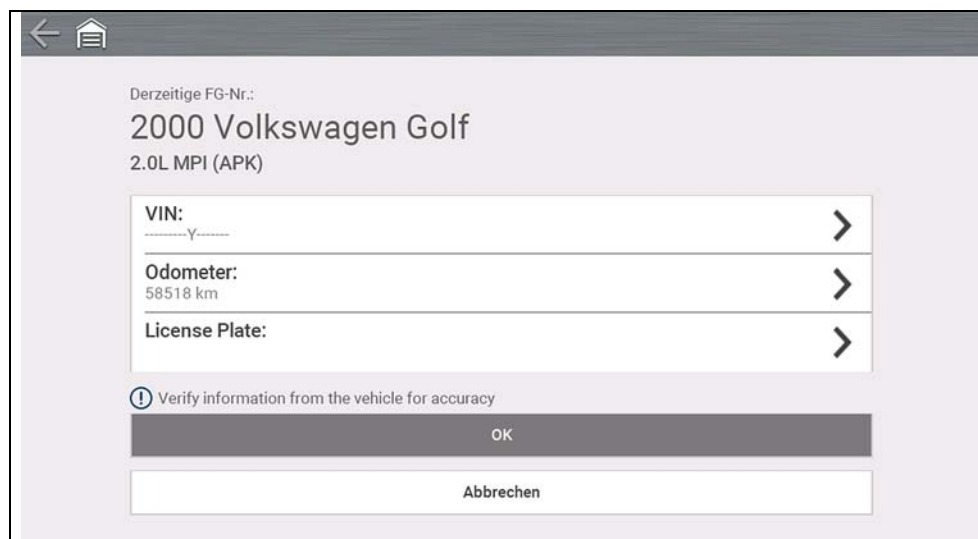 Derzeitige FG-Nr.:
2000 Volkswagen Golf
2.0L MPI (APK)
VIN:
---------Y-------
Odometer:
58518 km
License Plate:
Verify information from the vehicle for accuracy
OK
Abbrechen